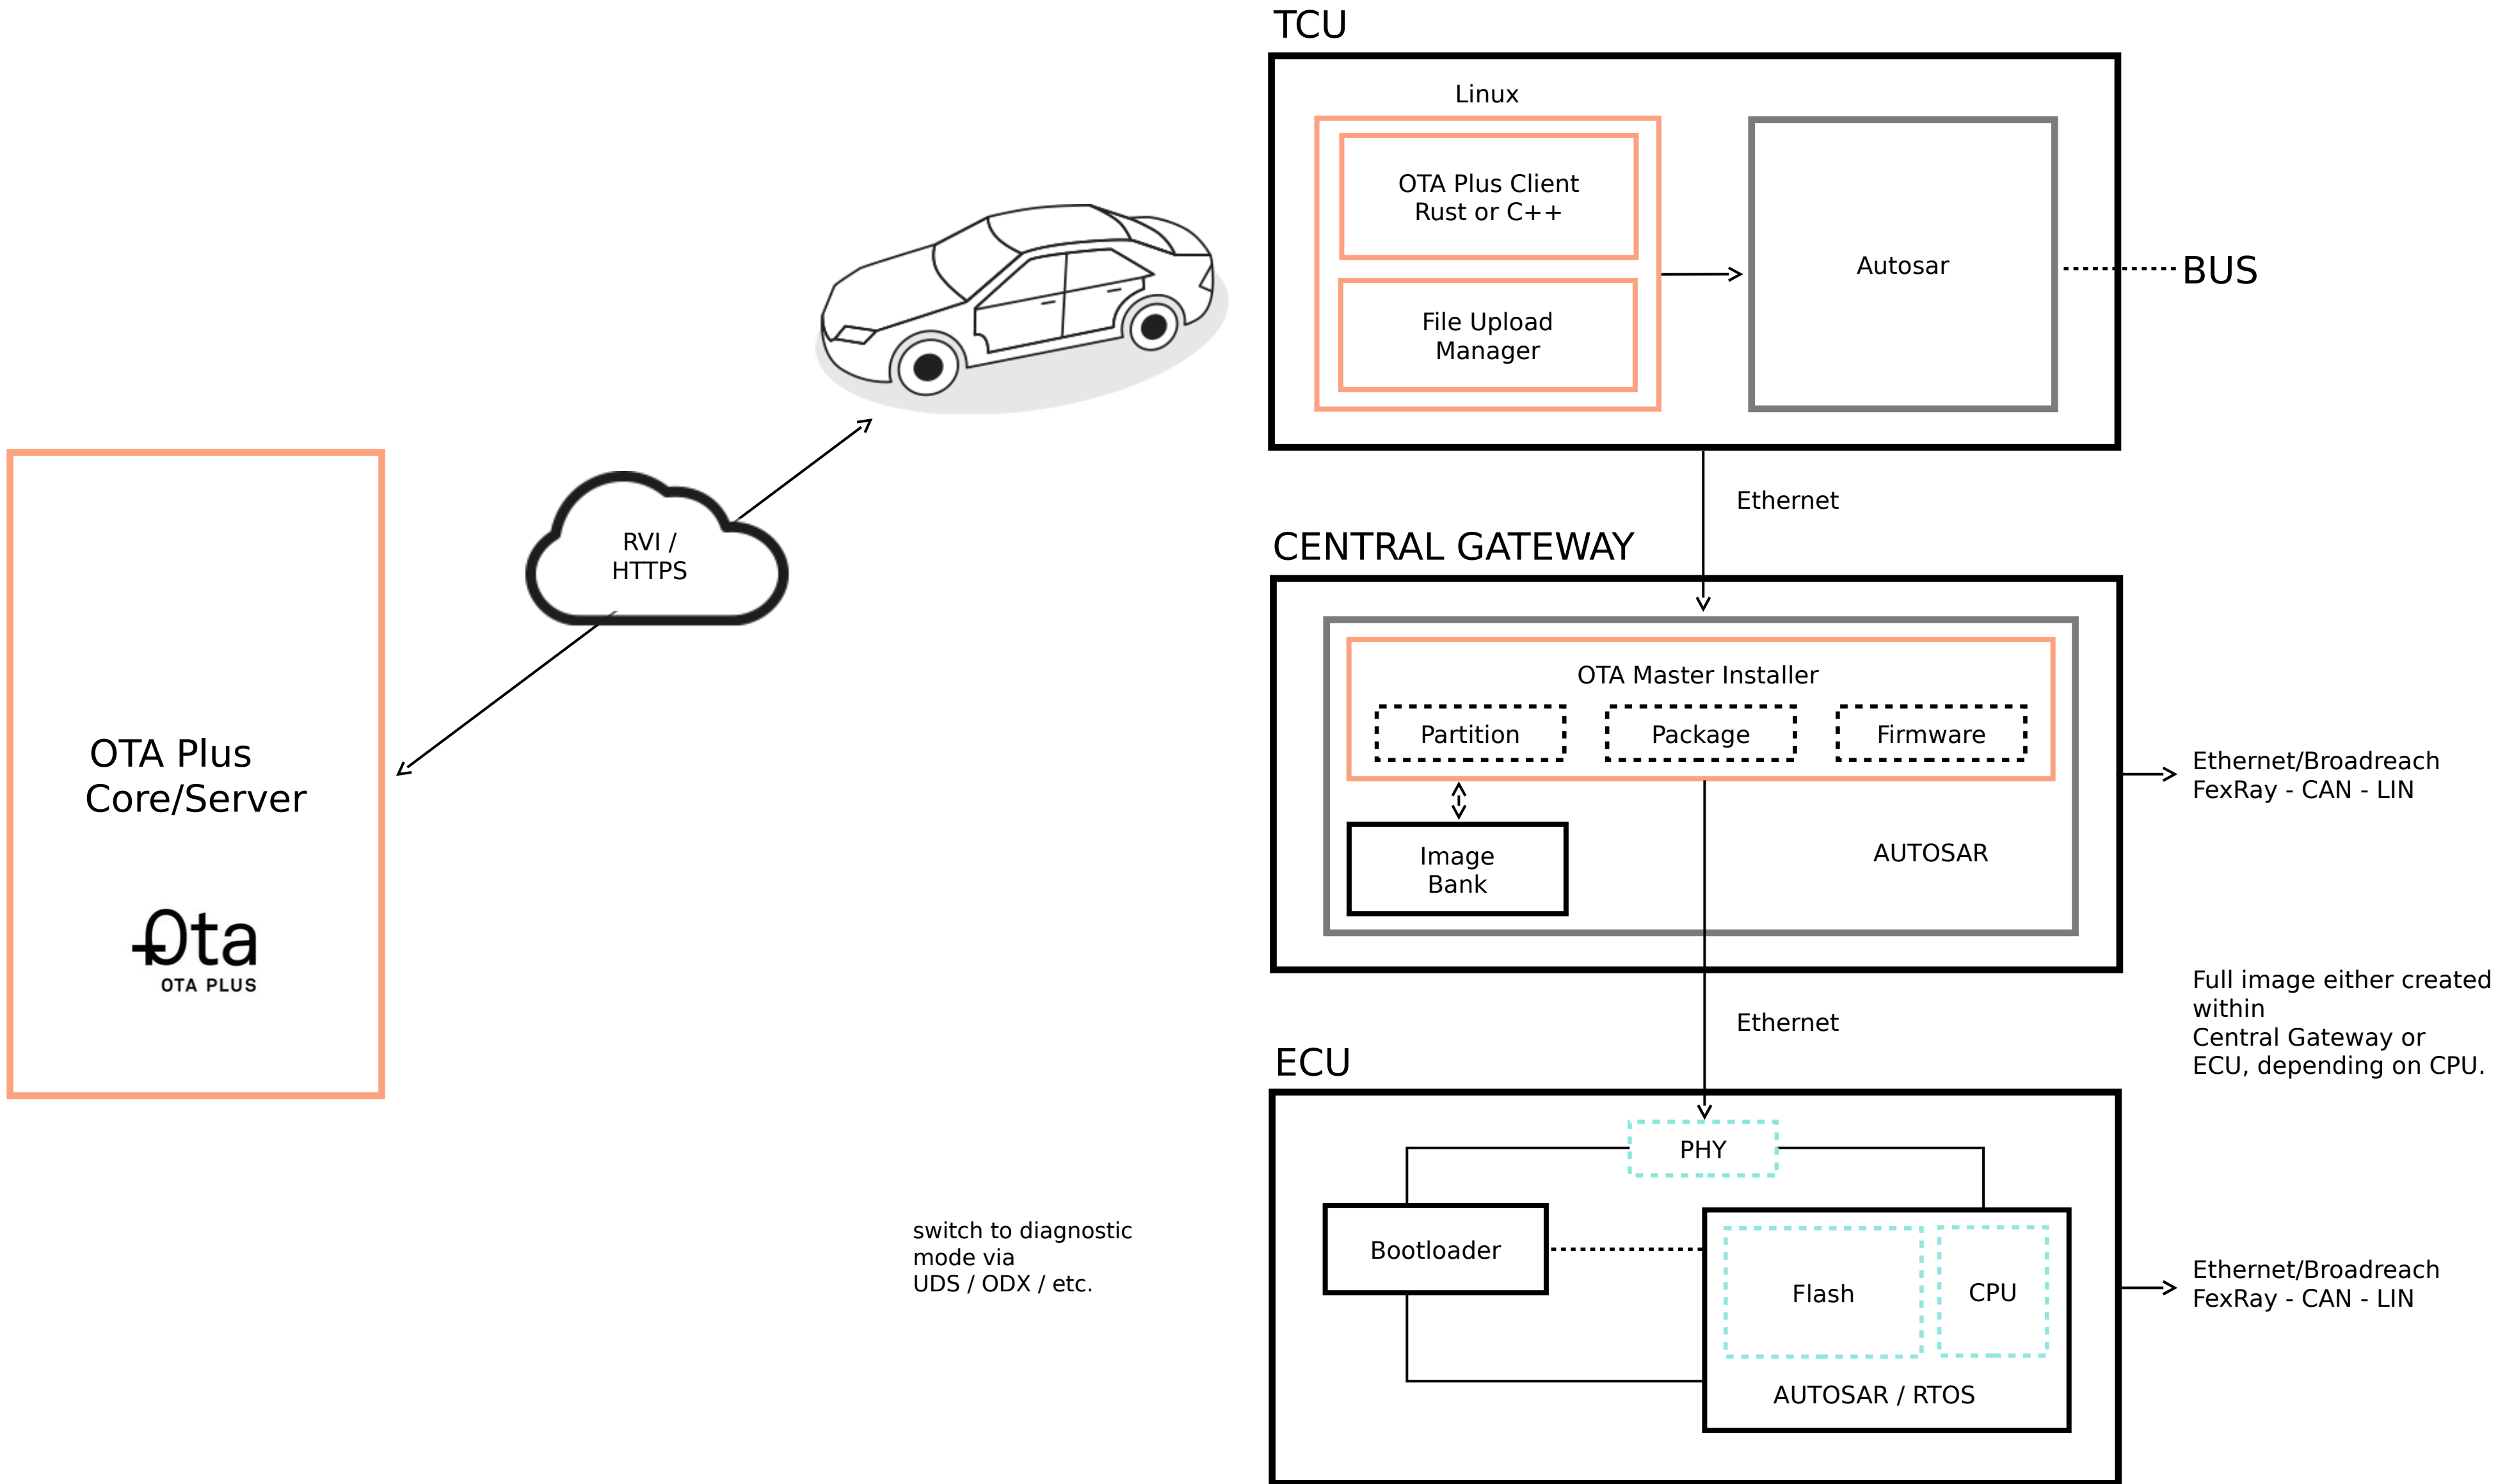 TCU
Linux
OTA Plus Client
Rust or C++
File Upload
Manager
Autosar
BUS
Ethernet
RVI /
HTTPS
OTA Plus
Core/Server
Ota
OTA PLUS
CENTRAL GATEWAY
OTA Master Installer
Partition
Package
Firmware
Image
Bank
AUTOSAR
Ethernet/Broadreach
FexRay - CAN - LIN
Full image either created
within
Central Gateway or
ECU, depending on CPU.
Ethernet
ECU
PHY
switch to diagnostic
mode via
UDS / ODX / etc.
Bootloader
Flash
CPU
AUTOSAR / RTOS
Ethernet/Broadreach
FexRay - CAN - LIN